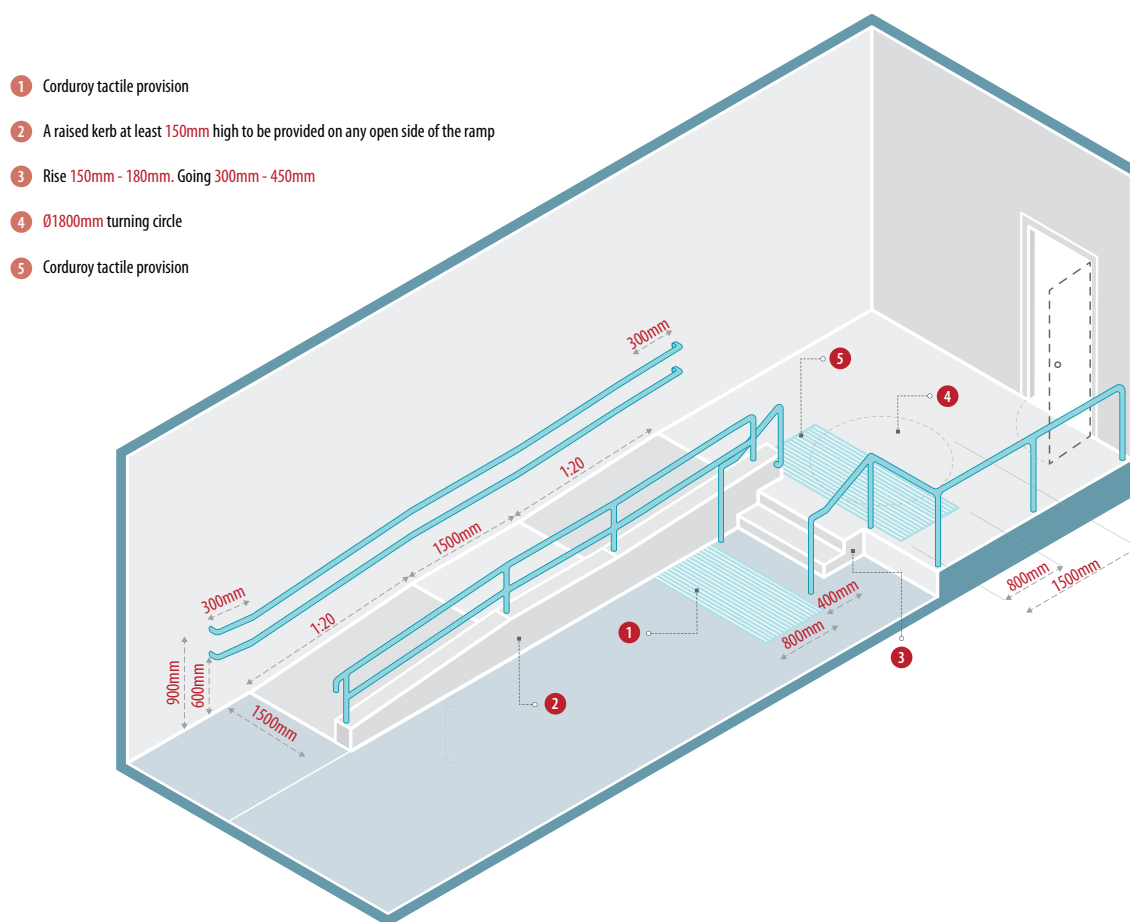 1 Corduroy tactile provision
2 A raised kerb at least 150mm high to be provided on any open side of the ramp
3 Rise 150mm - 180mm. Going 300mm - 450mm
4 Ø1800mm turning circle
5 Corduroy tactile provision
300mm
5
4
1:20
1500mm
300mm
1:20
800mm
1500mm
400mm
1
800mm
3
900mm
600mm
2
1500mm